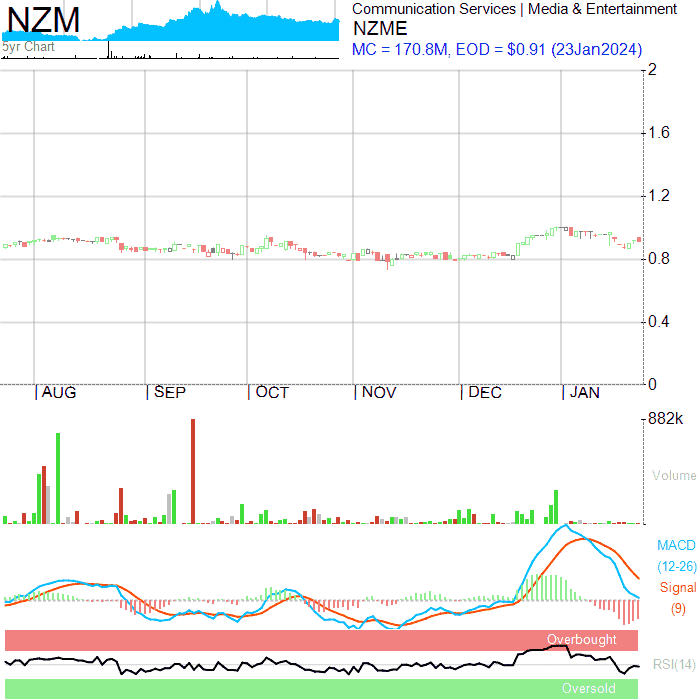 NZM
5yr Chart
Communication Services | Media & Entertainment
NZME
MC = 170.8M, EOD = $0.91 (23Jan2024)
2
1.6
1.2
0.8
0.4
0
AUG
SEP
OCT
NOV
DEC
JAN
882k
Volume
MACD
(12-26)
Signal
(9)
Overbought
RSI(14)
Oversold